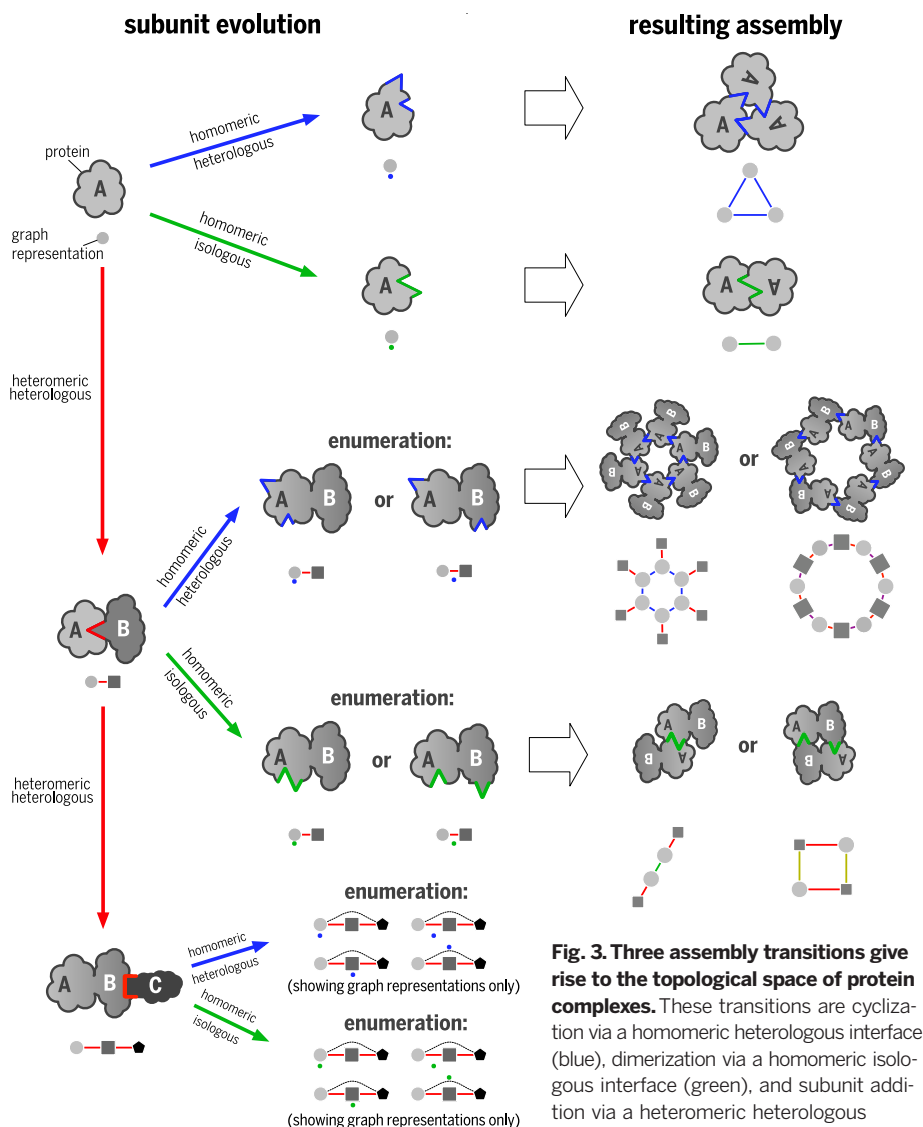 subunit evolution
resulting assembly
A
homomeric
heterologous
A
A
A
protein
A
graph
representation
homomeric
isologous
A
A
A
heteromeric
heterologous
enumeration:
A
B
or
A
B
A
B
A
B
A
B
A
B
A
B
A
B
or
A
B
A
B
A
B
A
B
A
B
homomeric
heterologous
A
B
homomeric
isologous
enumeration:
A
B
or
A
B
A
B
A
B
or
A
B
A
B
heteromeric
heterologous
enumeration:
homomeric
heterologous
(showing graph representations only)
A
B
C
homomeric
isologous
enumeration:
(showing graph representations only)
Fig. 3. Three assembly transitions give
rise to the topological space of protein
complexes. These transitions are cycliza-
tion via a homomeric heterologous interface
(blue), dimerization via a homomeric isolo-
gous interface (green), and subunit addi-
tion via a heteromeric heterologous